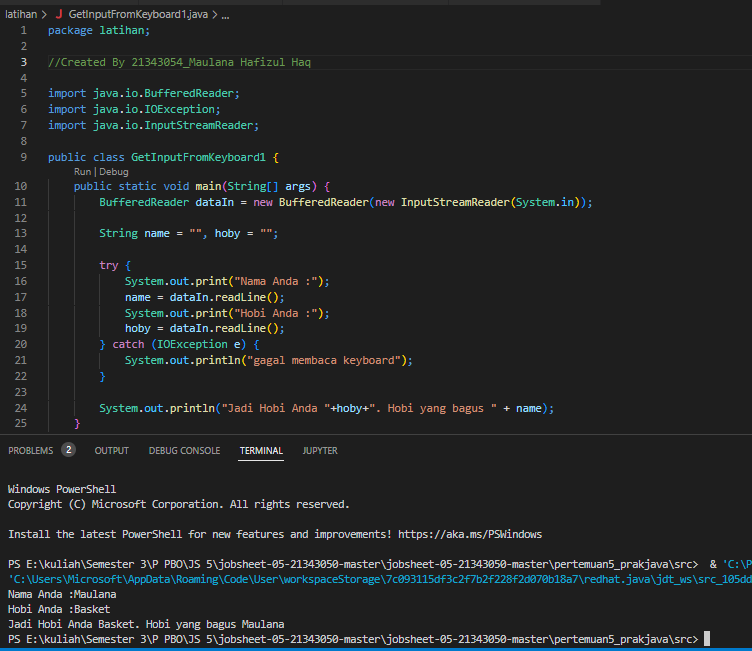 latihan > J GetInputFromKeyboard1.java > ...
1 package latihan;
2
3 //Created By 21343054_Maulana Hafizul Haq
4
5 import java.io.BufferedReader;
6 import java.io.IOException;
7 import java.io.InputStreamReader;
8
9 public class GetInputFromKeyboard1 {
Run | Debug
10 public static void main(String[] args) {
11 BufferedReader dataIn = new BufferedReader(new InputStreamReader(System.in));
12
13 String name = "", hoby = "";
14
15 try {
16 System.out.print("Nama Anda :");
17 name = dataIn.readLine();
18 System.out.print("Hobi Anda :");
19 hoby = dataIn.readLine();
20 } catch (IOException e) {
21 System.out.println("gagal membaca keyboard");
22 }
23
24 System.out.println("Jadi Hobi Anda "+hoby+". Hobi yang bagus " + name);
25 }
PROBLEMS 2 OUTPUT DEBUG CONSOLE TERMINAL JUPYTER
Windows PowerShell
Copyright (C) Microsoft Corporation. All rights reserved.
Install the latest PowerShell for new features and improvements! https://aka.ms/PSWindows
PS E:\kuliah\Semester 3\P PBO\JS 5\jobsheet-05-21343050-master\jobsheet-05-21343050-master\pertemuan5_prakjava\src> & 'C:\P
'C:\Users\Microsoft\AppData\Roaming\Code\User\workspaceStorage\7c093115df3c2f7b2f228f2d070b18a7\redhat.java\jdt_ws\src_105dd
Nama Anda :Maulana
Hobi Anda :Basket
Jadi Hobi Anda Basket. Hobi yang bagus Maulana
PS E:\kuliah\Semester 3\P PBO\JS 5\jobsheet-05-21343050-master\jobsheet-05-21343050-master\pertemuan5_prakjava\src>